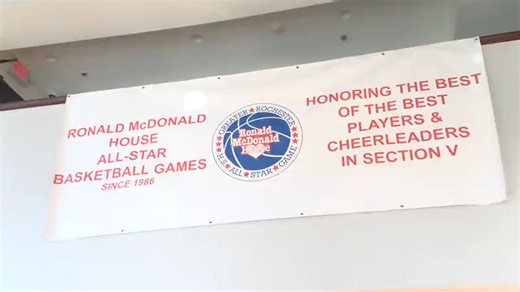 RONALD McDONALD
HOUSE
ALL-STAR
BASKETBALL GAMES
SINCE 1986
GREATER ROCHESTER
Ronald
McDonald
House
H.S. ALL STAR GAME
HONORING THE BEST
OF THE BEST
PLAYERS &
CHEERLEADERS
IN SECTION V